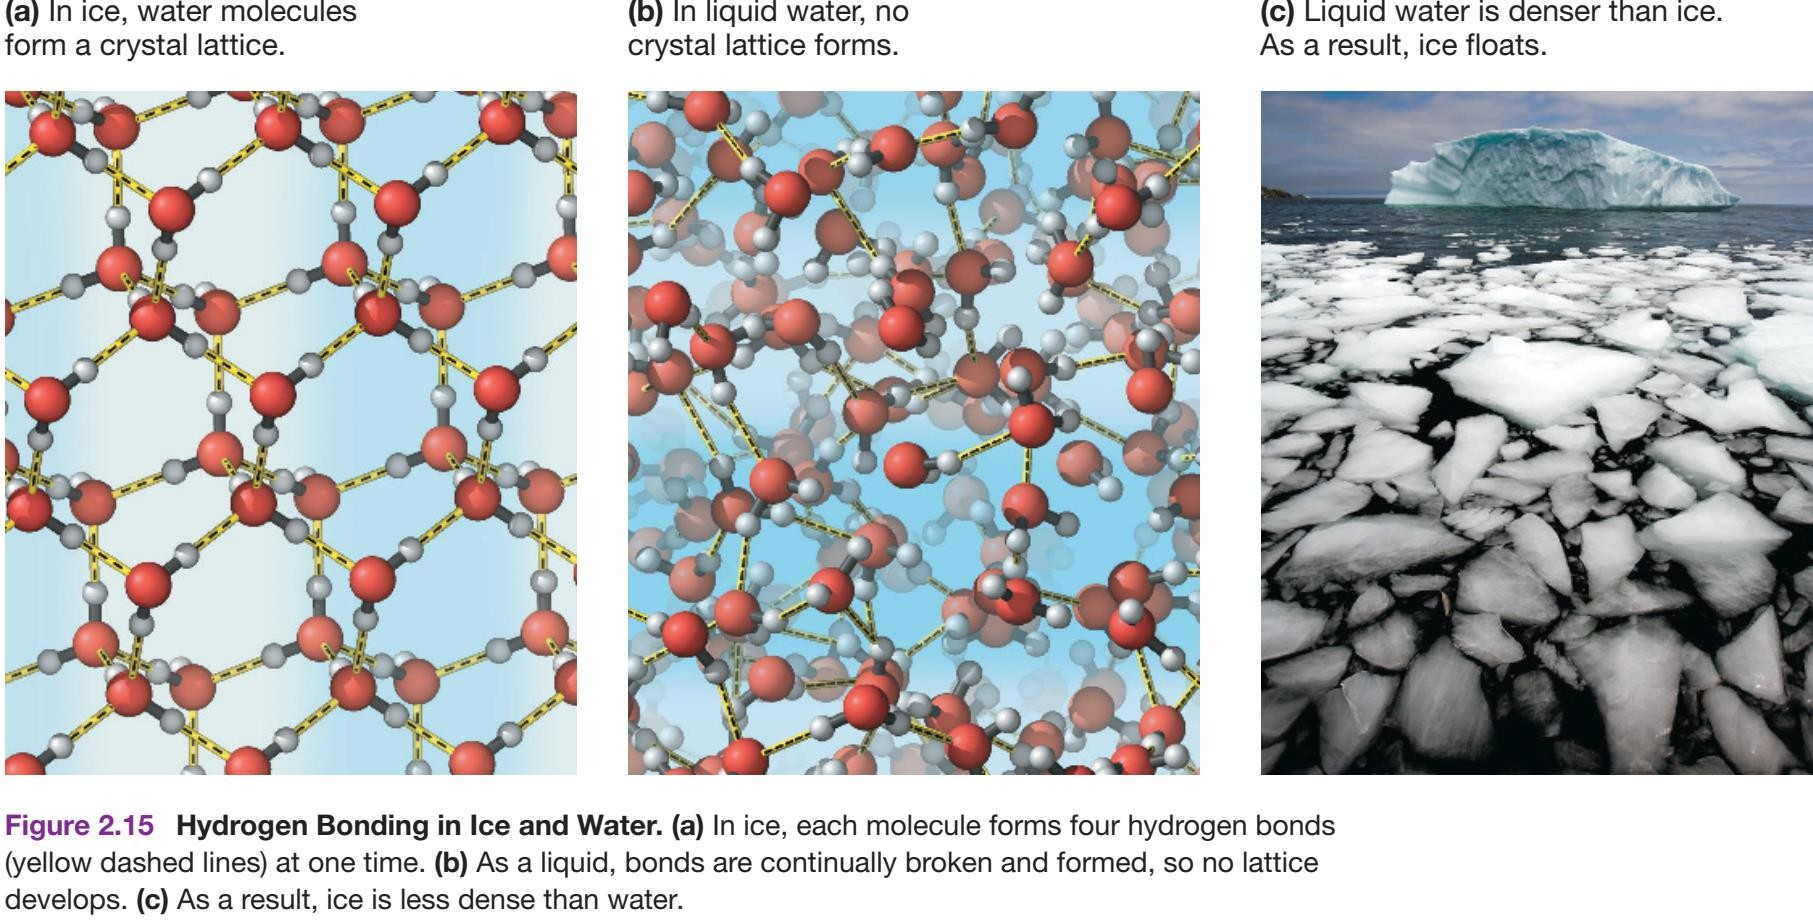 (a) In ice, water molecules
form a crystal lattice.
(b) In liquid water, no
crystal lattice forms.
(c) Liquid water is denser than ice.
As a result, ice floats.
Figure 2.15 Hydrogen Bonding in Ice and Water. (a) In ice, each molecule forms four hydrogen bonds
(yellow dashed lines) at one time. (b) As a liquid, bonds are continually broken and formed, so no lattice
develops. (c) As a result, ice is less dense than water.